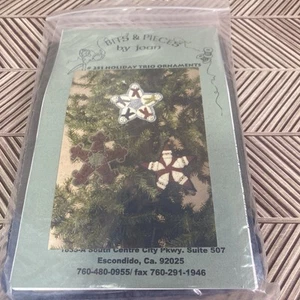 BITS & PIECES
by joan
HOLIDAY TRIO ORNAMENTS
1035-A South Centre City Pkwy. Suite 507
Escondido, Ca. 92025
760-480-0955/ fax 760-291-1946